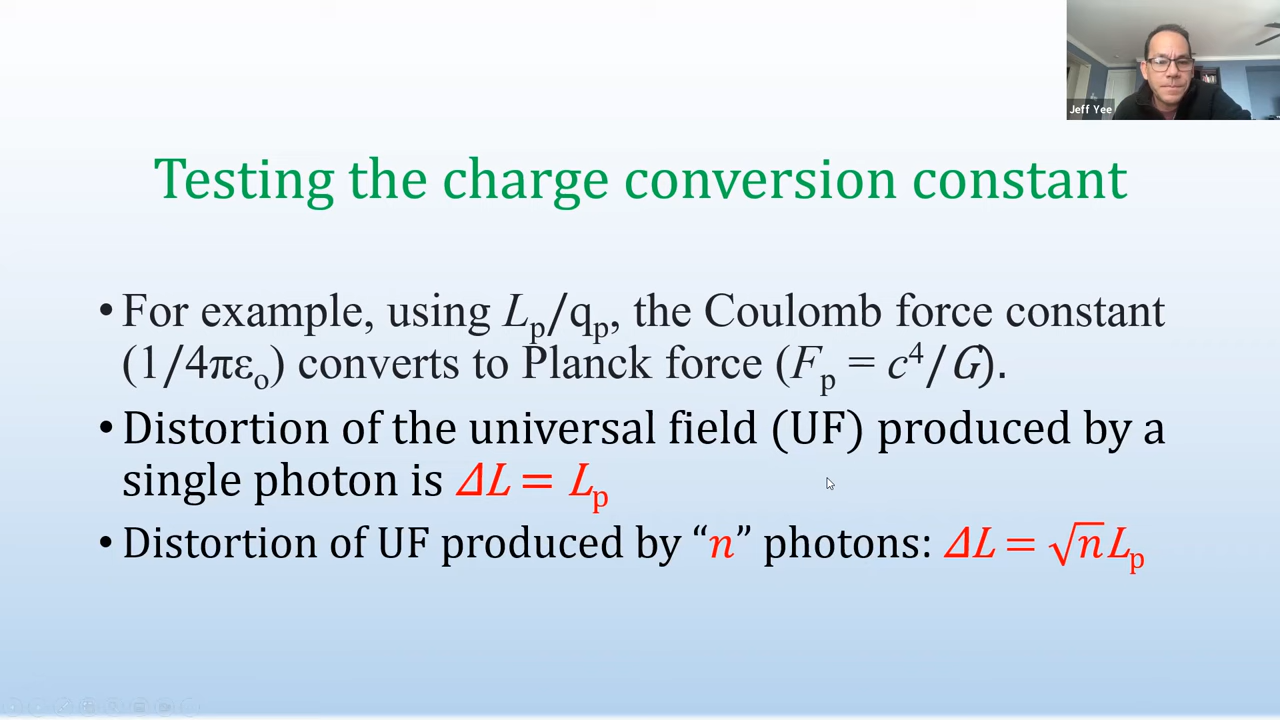 Jeff Yee
Testing the charge conversion constant
• For example, using Lₚ/qₚ, the Coulomb force constant
(1/4πεₒ) converts to Planck force (Fₚ = c⁴/G).
• Distortion of the universal field (UF) produced by a
single photon is ΔL = Lₚ
• Distortion of UF produced by “n” photons: ΔL = √n Lₚ